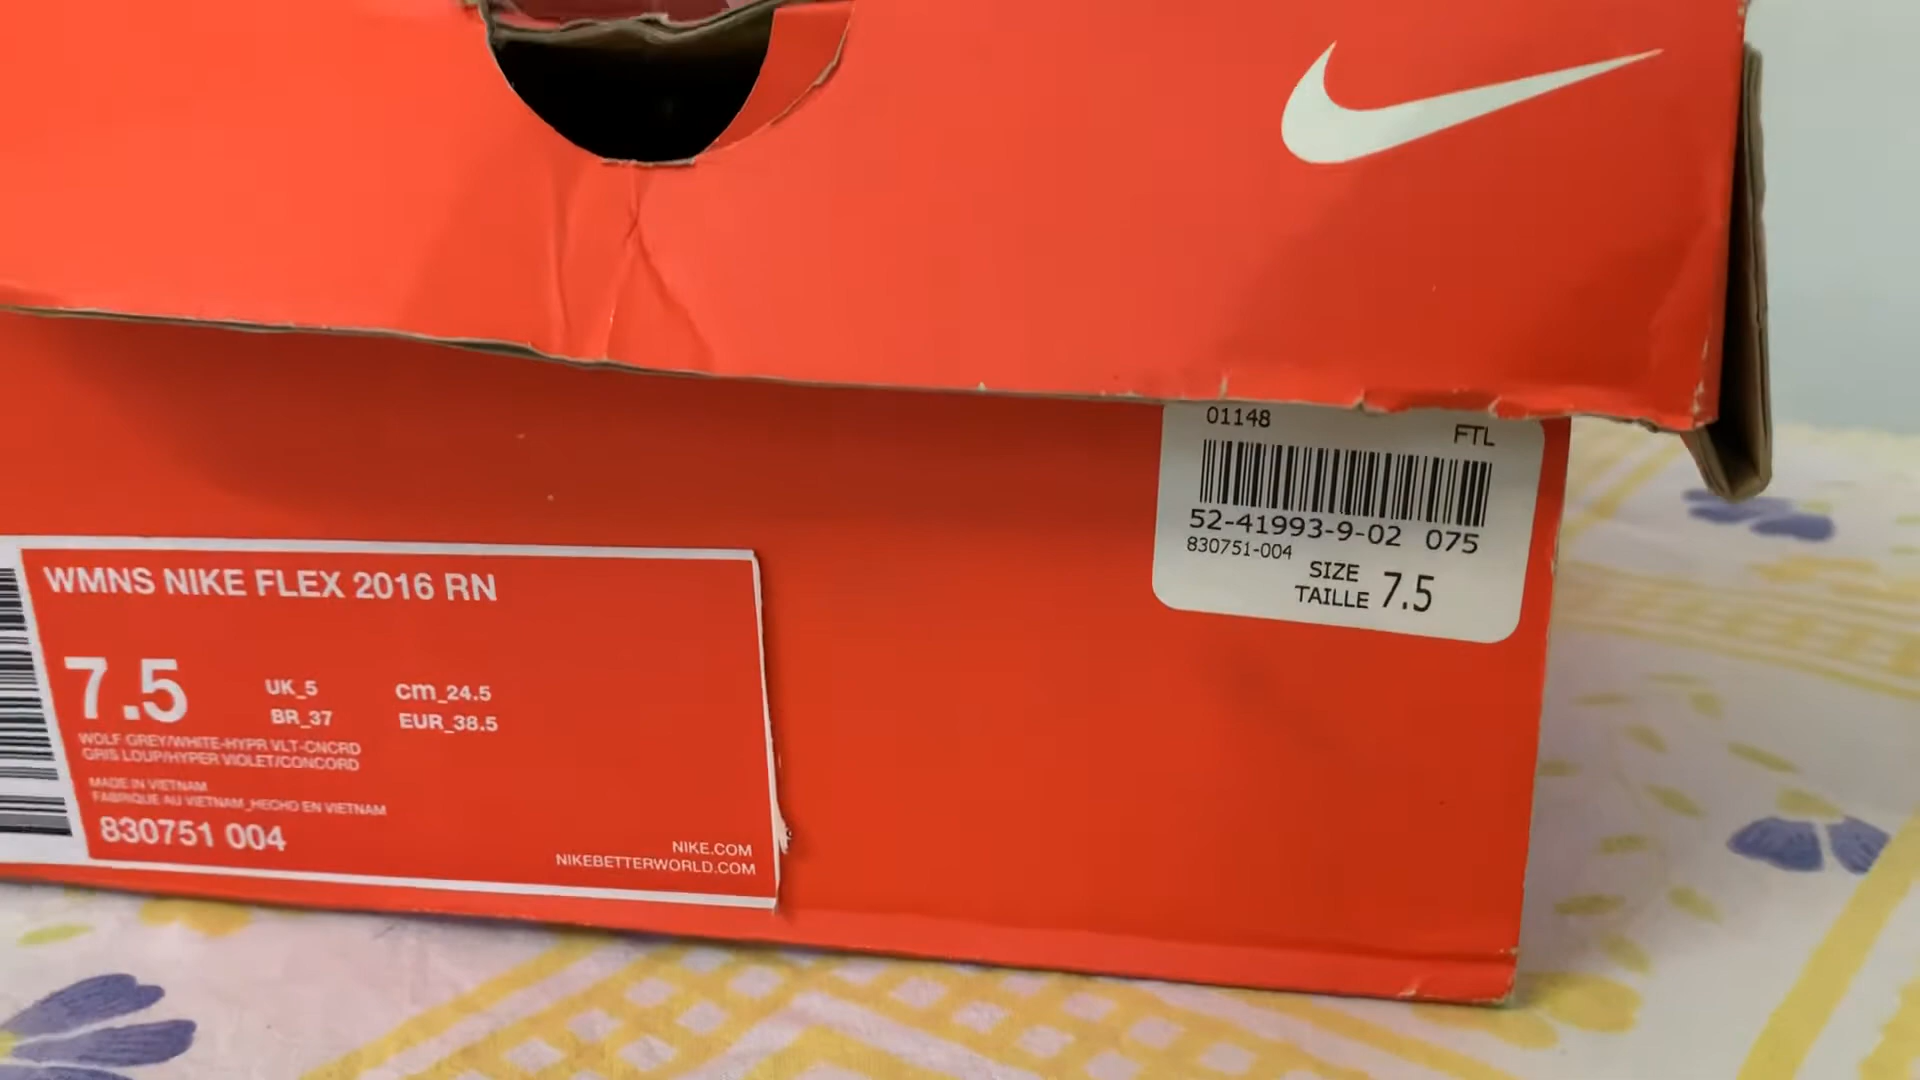 01148
FTL
52-41993-9-02 075
830751-004
SIZE
TAILLE 7.5
WMNS NIKE FLEX 2016 RN
7.5
UK_5 cm_24.5
BR_37 EUR_38.5
WOLF GREY/WHITE-HYPR VLT-CNCRD
GRIS LOUP/HYPER VIOLET/CONCORD
MADE IN VIETNAM
FABRIQUE AU VIETNAM_HECHO EN VIETNAM
830751 004
NIKE.COM
NIKEBETTERWORLD.COM